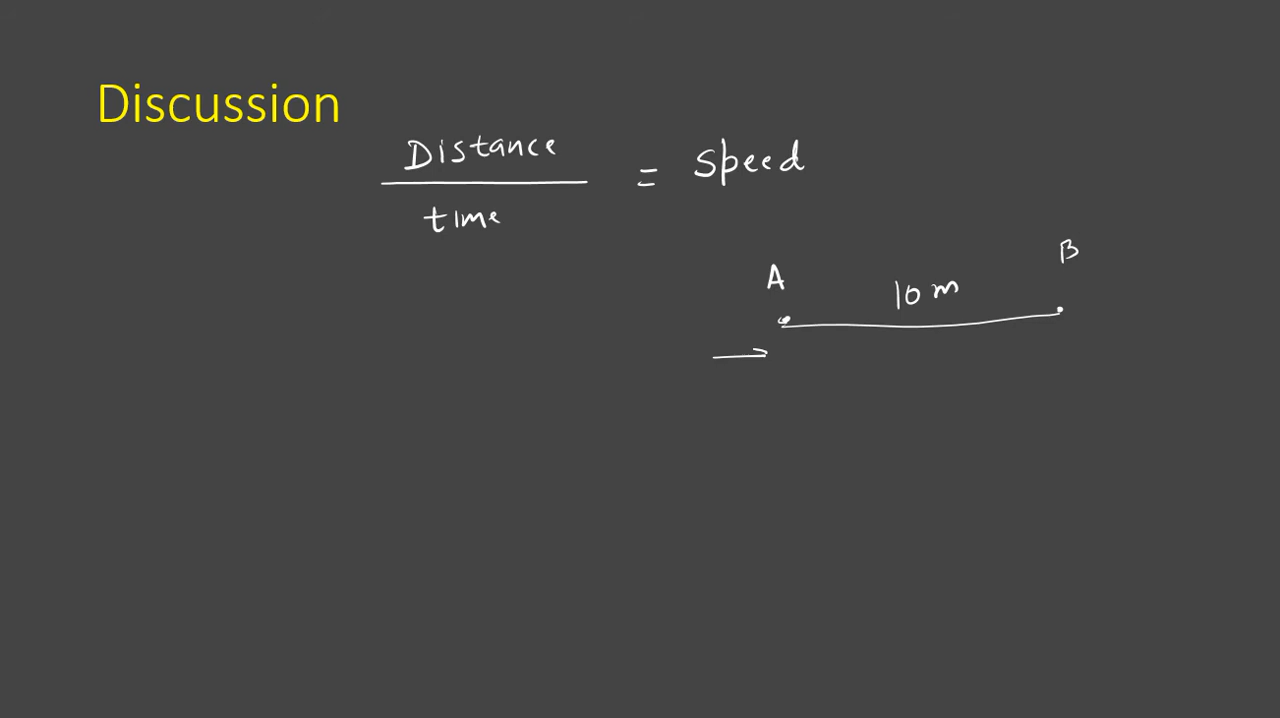 Discussion
Distance
= Speed
time
A
B
10 m